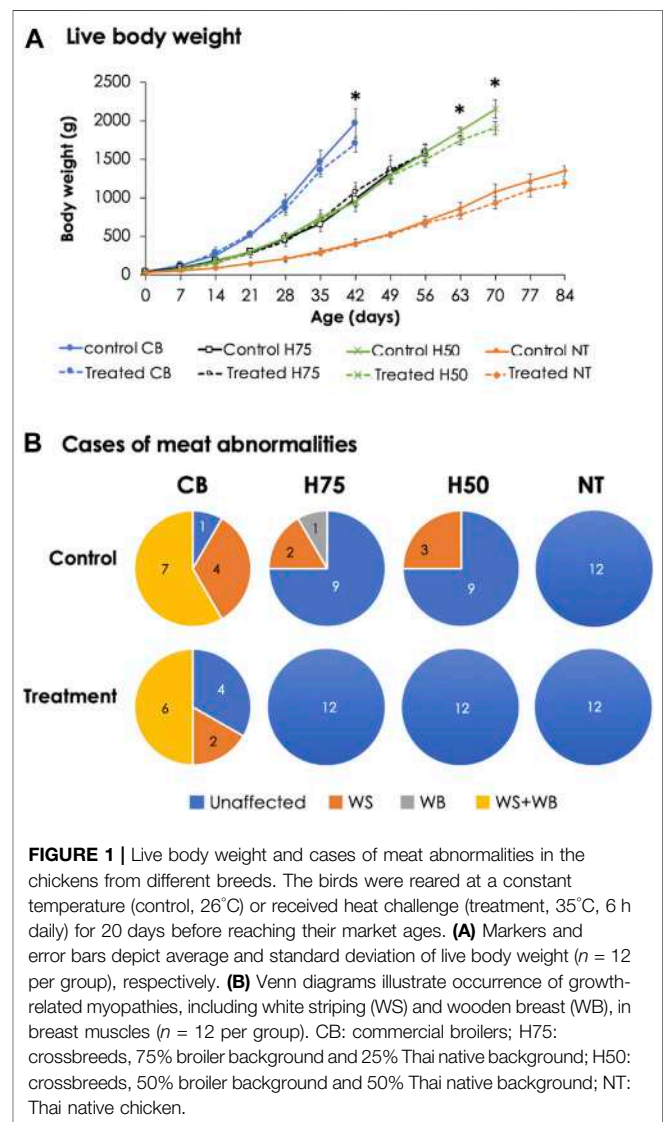 A Live body weight
2500
2000
1500
1000
500
0
Body weight (g)
* * *
0 7 14 21 28 35 42 49 56 63 70 77 84
Age (days)
control CB Control H75 Control H50 Control NT
Treated CB Treated H75 Treated H50 Treated NT
B Cases of meat abnormalities
CB H75 H50 NT
Control
1 4 7
1 2 9
3 9
12
Treatment
4 2 6
12
12
12
Unaffected WS WB WS+WB
FIGURE 1 | Live body weight and cases of meat abnormalities in the
chickens from different breeds. The birds were reared at a constant
temperature (control, 26°C) or received heat challenge (treatment, 35°C, 6 h
daily) for 20 days before reaching their market ages. (A) Markers and
error bars depict average and standard deviation of live body weight (n = 12
per group), respectively. (B) Venn diagrams illustrate occurrence of growth-
related myopathies, including white striping (WS) and wooden breast (WB), in
breast muscles (n = 12 per group). CB: commercial broilers; H75:
crossbreeds, 75% broiler background and 25% Thai native background; H50:
crossbreeds, 50% broiler background and 50% Thai native background; NT:
Thai native chicken.